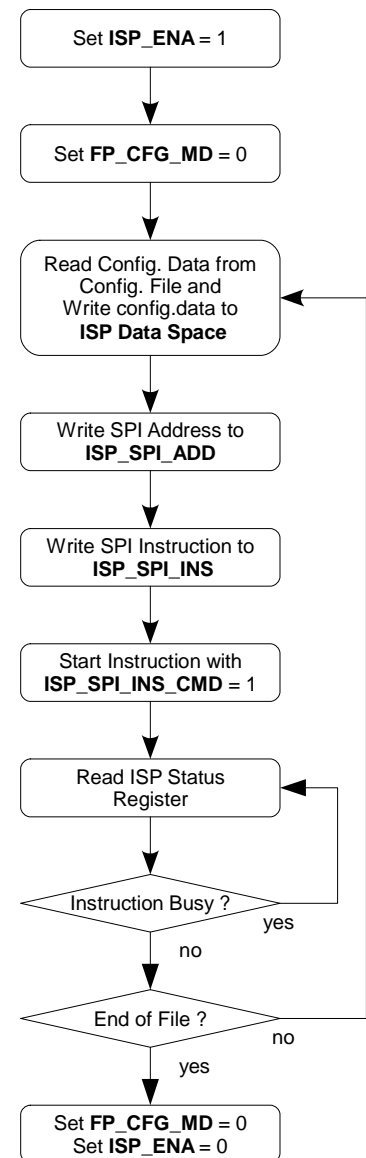 Set ISP_ENA = 1
Set FP_CFG_MD = 0
Read Config. Data from
Config. File and
Write config.data to
ISP Data Space
Write SPI Address to
ISP_SPI_ADD
Write SPI Instruction to
ISP_SPI_INS
Start Instruction with
ISP_SPI_INS_CMD = 1
Read ISP Status
Register
Instruction Busy ?
yes
no
End of File ?
no
yes
Set FP_CFG_MD = 0
Set ISP_ENA = 0